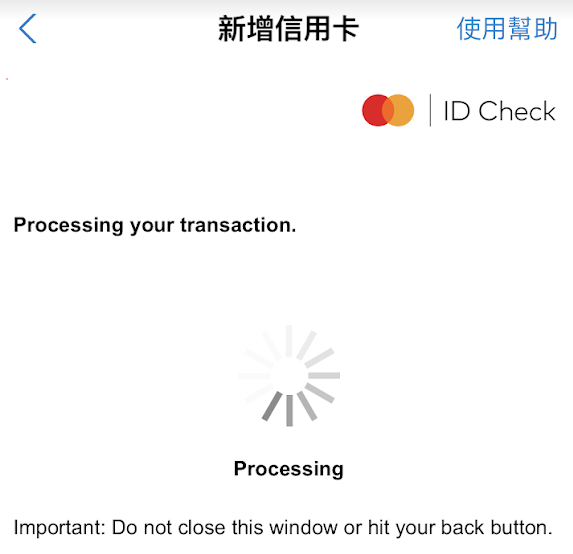 新增信用卡 使用幫助
ID Check
Processing your transaction.
Processing
Important: Do not close this window or hit your back button.